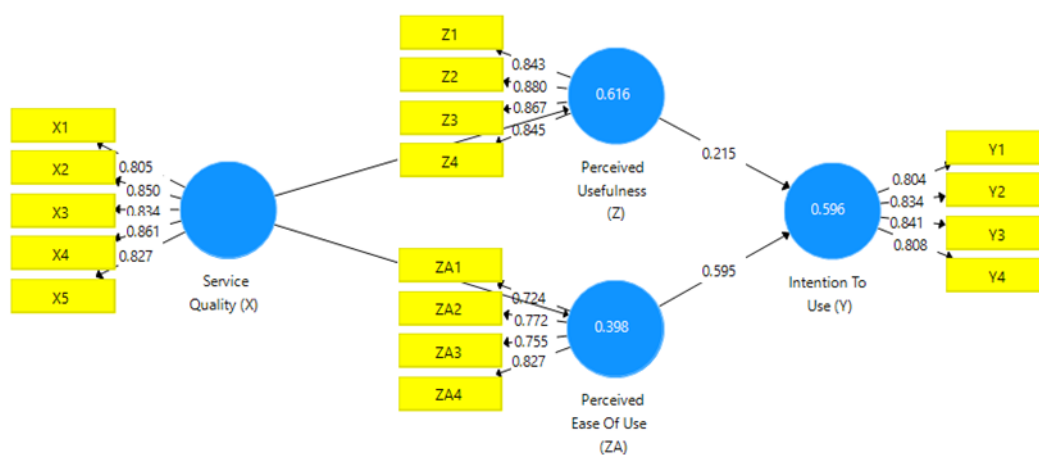 X1
X2
X3
X4
X5
0.805
0.850
0.834
0.861
0.827
Service
Quality (X)
Z1
Z2
Z3
Z4
0.843
0.880
0.867
0.845
0.616
Perceived
Usefulness
(Z)
ZA1
ZA2
ZA3
ZA4
0.724
0.772
0.755
0.827
0.398
Perceived
Ease Of Use
(ZA)
0.215
0.595
0.596
Intention To
Use (Y)
0.804
0.834
0.841
0.808
Y1
Y2
Y3
Y4